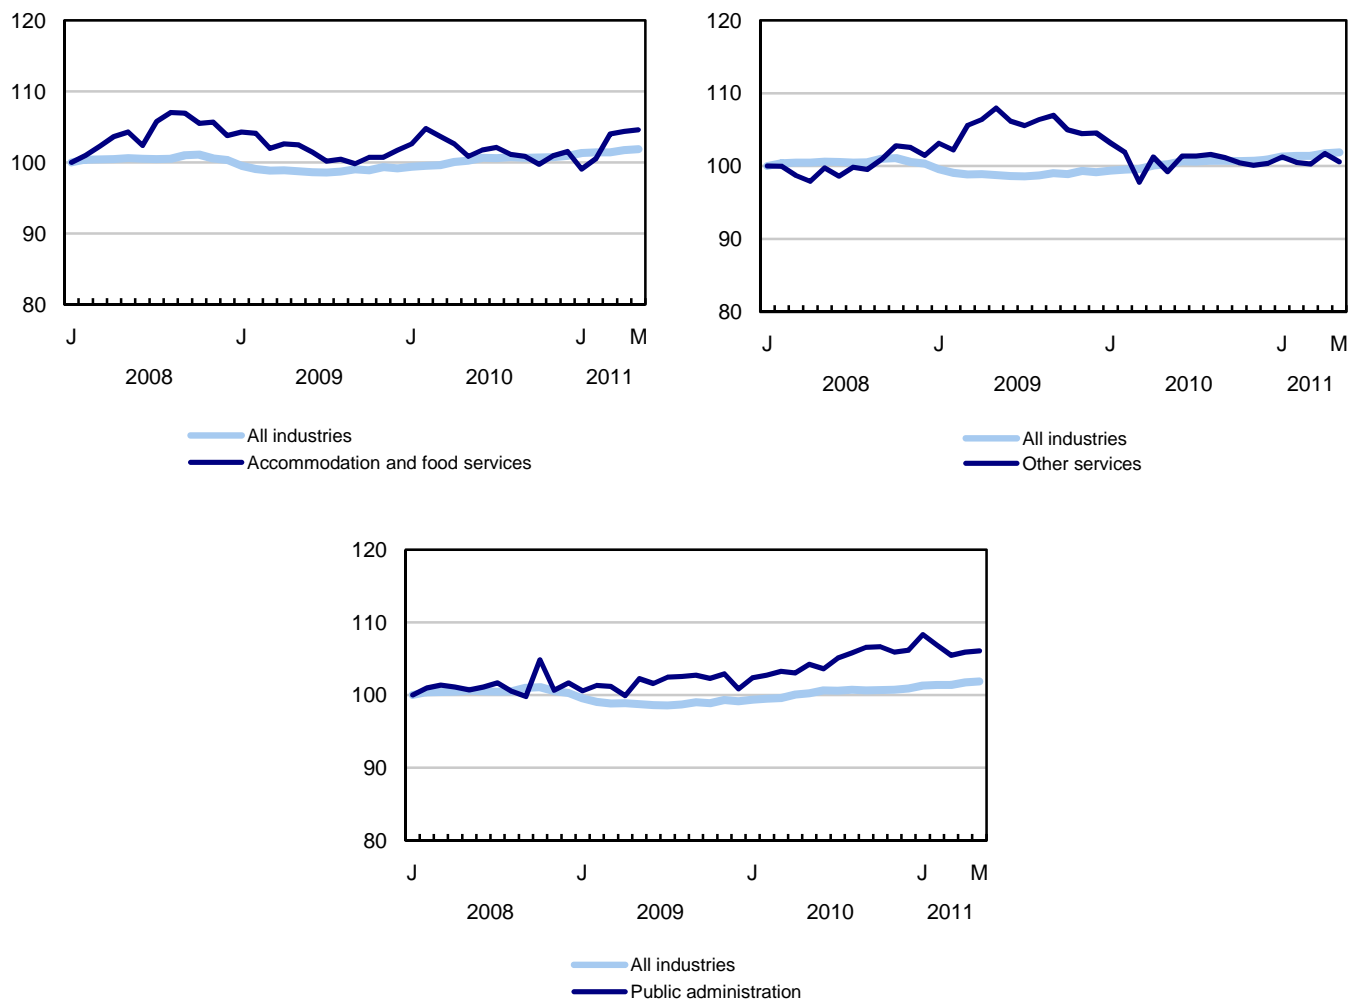 120
110
100
90
80
J J J J M
2008 2009 2010 2011
All industries
Accommodation and food services
120
110
100
90
80
J J J J M
2008 2009 2010 2011
All industries
Other services
120
110
100
90
80
J J J J M
2008 2009 2010 2011
All industries
Public administration